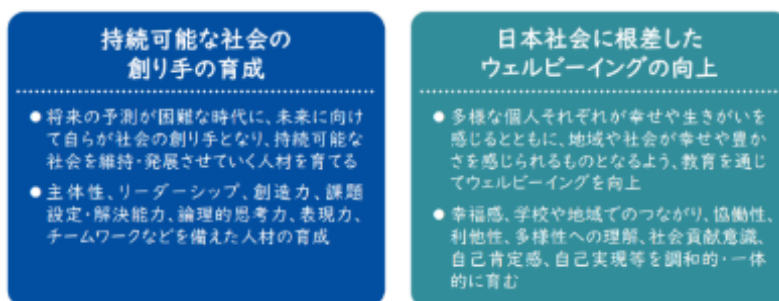 持続可能な社会の
創り手の育成
● 将来の予測が困難な時代に、未来に向け
て自らが社会の創り手となり、持続可能な
社会を維持・発展させていく人材を育てる
● 主体性、リーダーシップ、創造力、課題
設定・解決能力、論理的思考力、表現力、
チームワークなどを備えた人材の育成
日本社会に根差した
ウェルビーイングの向上
● 多様な個人それぞれが幸せや生きがいを
感じるとともに、地域や社会が幸せや豊か
さを感じられるものとなるよう、教育を通じ
てウェルビーイングを向上
● 幸福感、学校や地域でのつながり、協働性、
利他性、多様性への理解、社会貢献意識、
自己肯定感、自己実現等を調和的・一体
的に育む